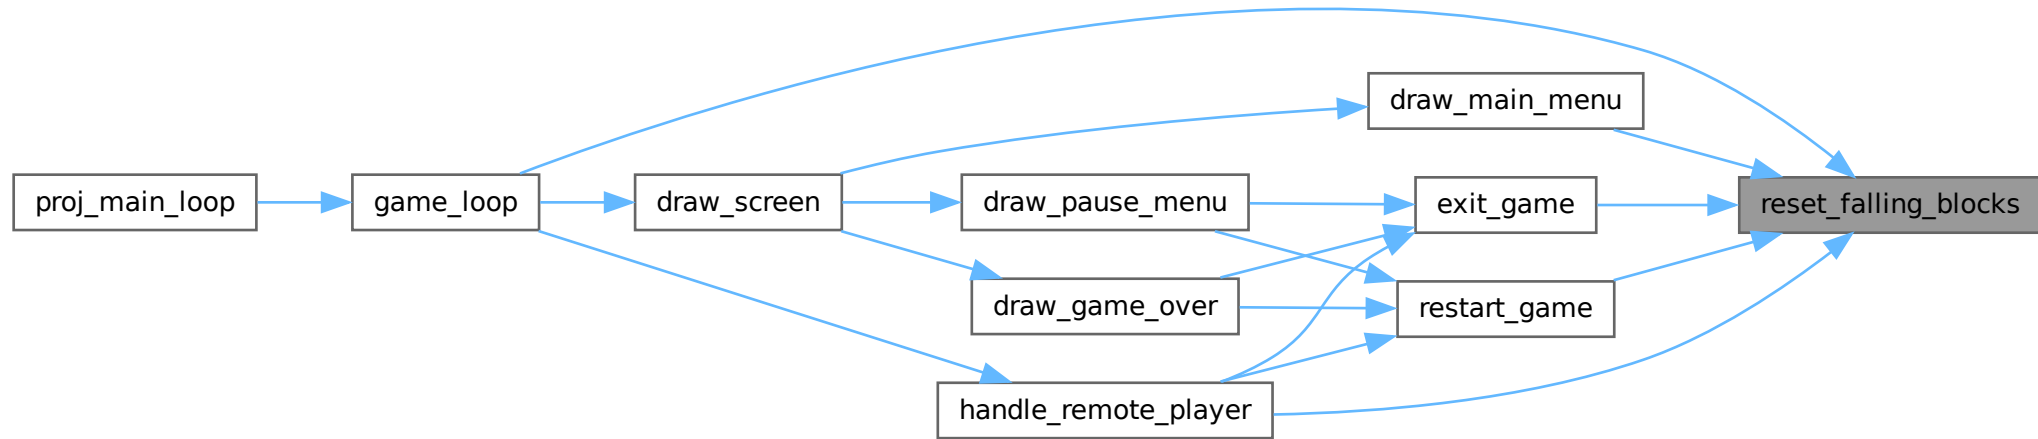 proj_main_loop
game_loop
draw_screen
draw_main_menu
draw_pause_menu
draw_game_over
handle_remote_player
exit_game
restart_game
reset_falling_blocks